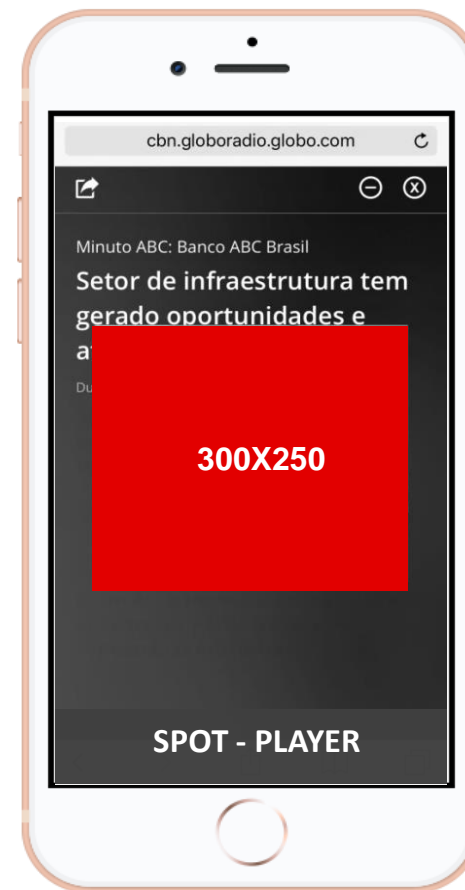 cbn.globoradio.globo.com
Minuto ABC: Banco ABC Brasil
Setor de infraestrutura tem
gerado oportunidades e
300X250
SPOT - PLAYER